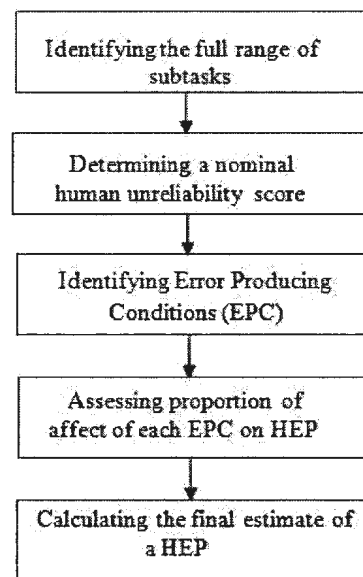 Identifying the full range of
subtasks
Determining a nominal
human unreliability score
Identifying Error Producing
Conditions (EPC)
Assessing proportion of
affect of each EPC on HEP
Calculating the final estimate of
a HEP